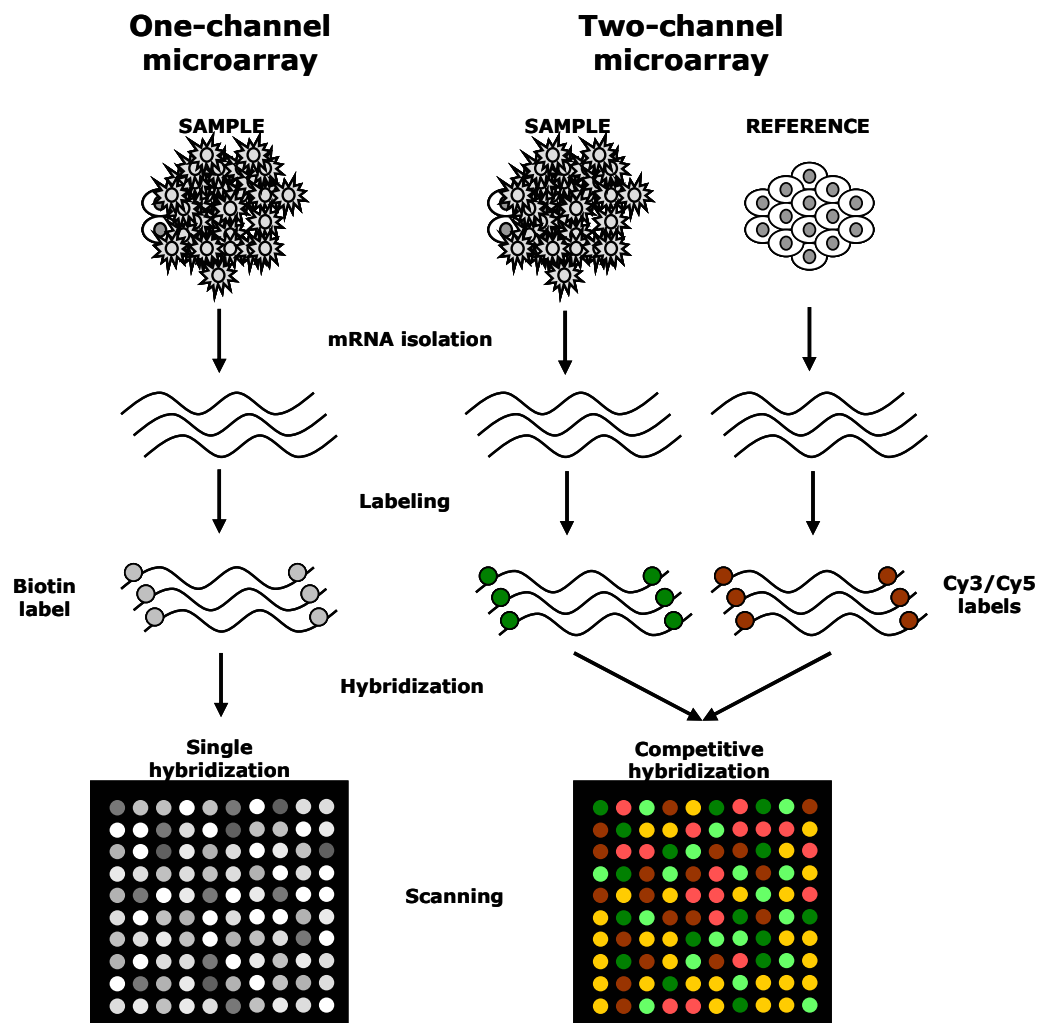 One-channel
microarray
Two-channel
microarray
SAMPLE
SAMPLE
REFERENCE
mRNA isolation
Labeling
Biotin
label
Cy3/Cy5
labels
Hybridization
Single
hybridization
Competitive
hybridization
Scanning